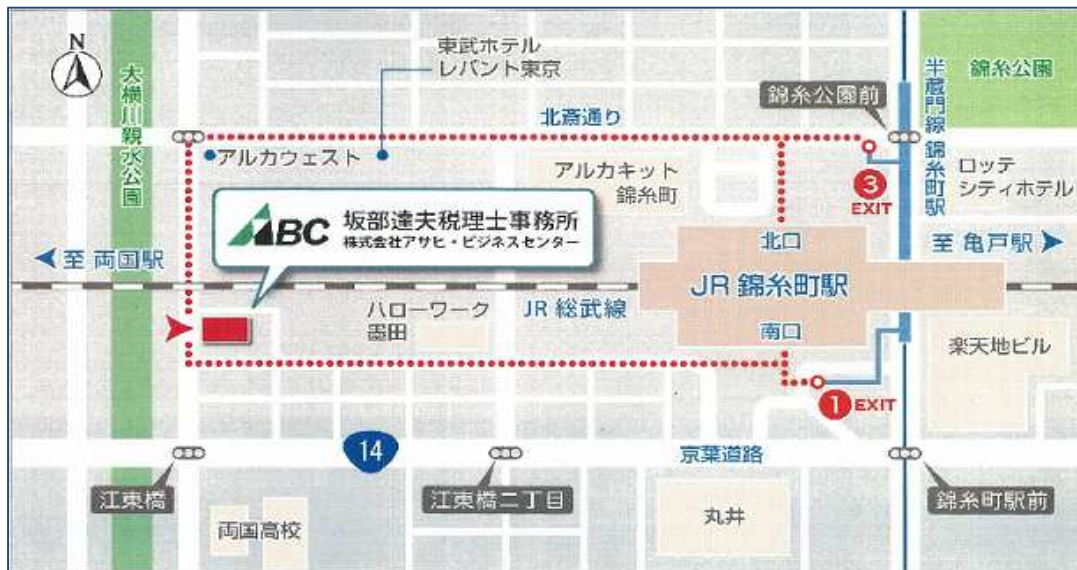 N
大横川親水公園
東武ホテル
レバント東京
北斎通り
錦糸公園前
半蔵門線 錦糸町駅
錦糸公園
アルカウェスト
アルカキット
錦糸町
3
EXIT
ロッテ
シティホテル
ABC 坂部達夫税理士事務所
株式会社アサヒ・ビジネスセンター
至 両国駅
北口
至 亀戸駅
JR 錦糸町駅
JR 総武線
ハローワーク
墨田
南口
楽天地ビル
1 EXIT
14
京葉道路
江東橋
江東橋二丁目
錦糸町駅前
両国高校
丸井